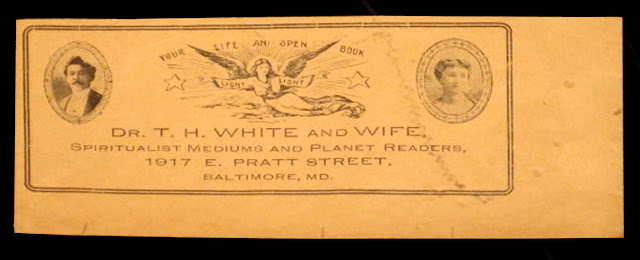 YOUR LIFE AN OPEN BOOK
LIGHT LIGHT
DR. T. H. WHITE AND WIFE,
SPIRITUALIST MEDIUMS AND PLANET READERS,
1917 E. PRATT STREET,
BALTIMORE, MD.